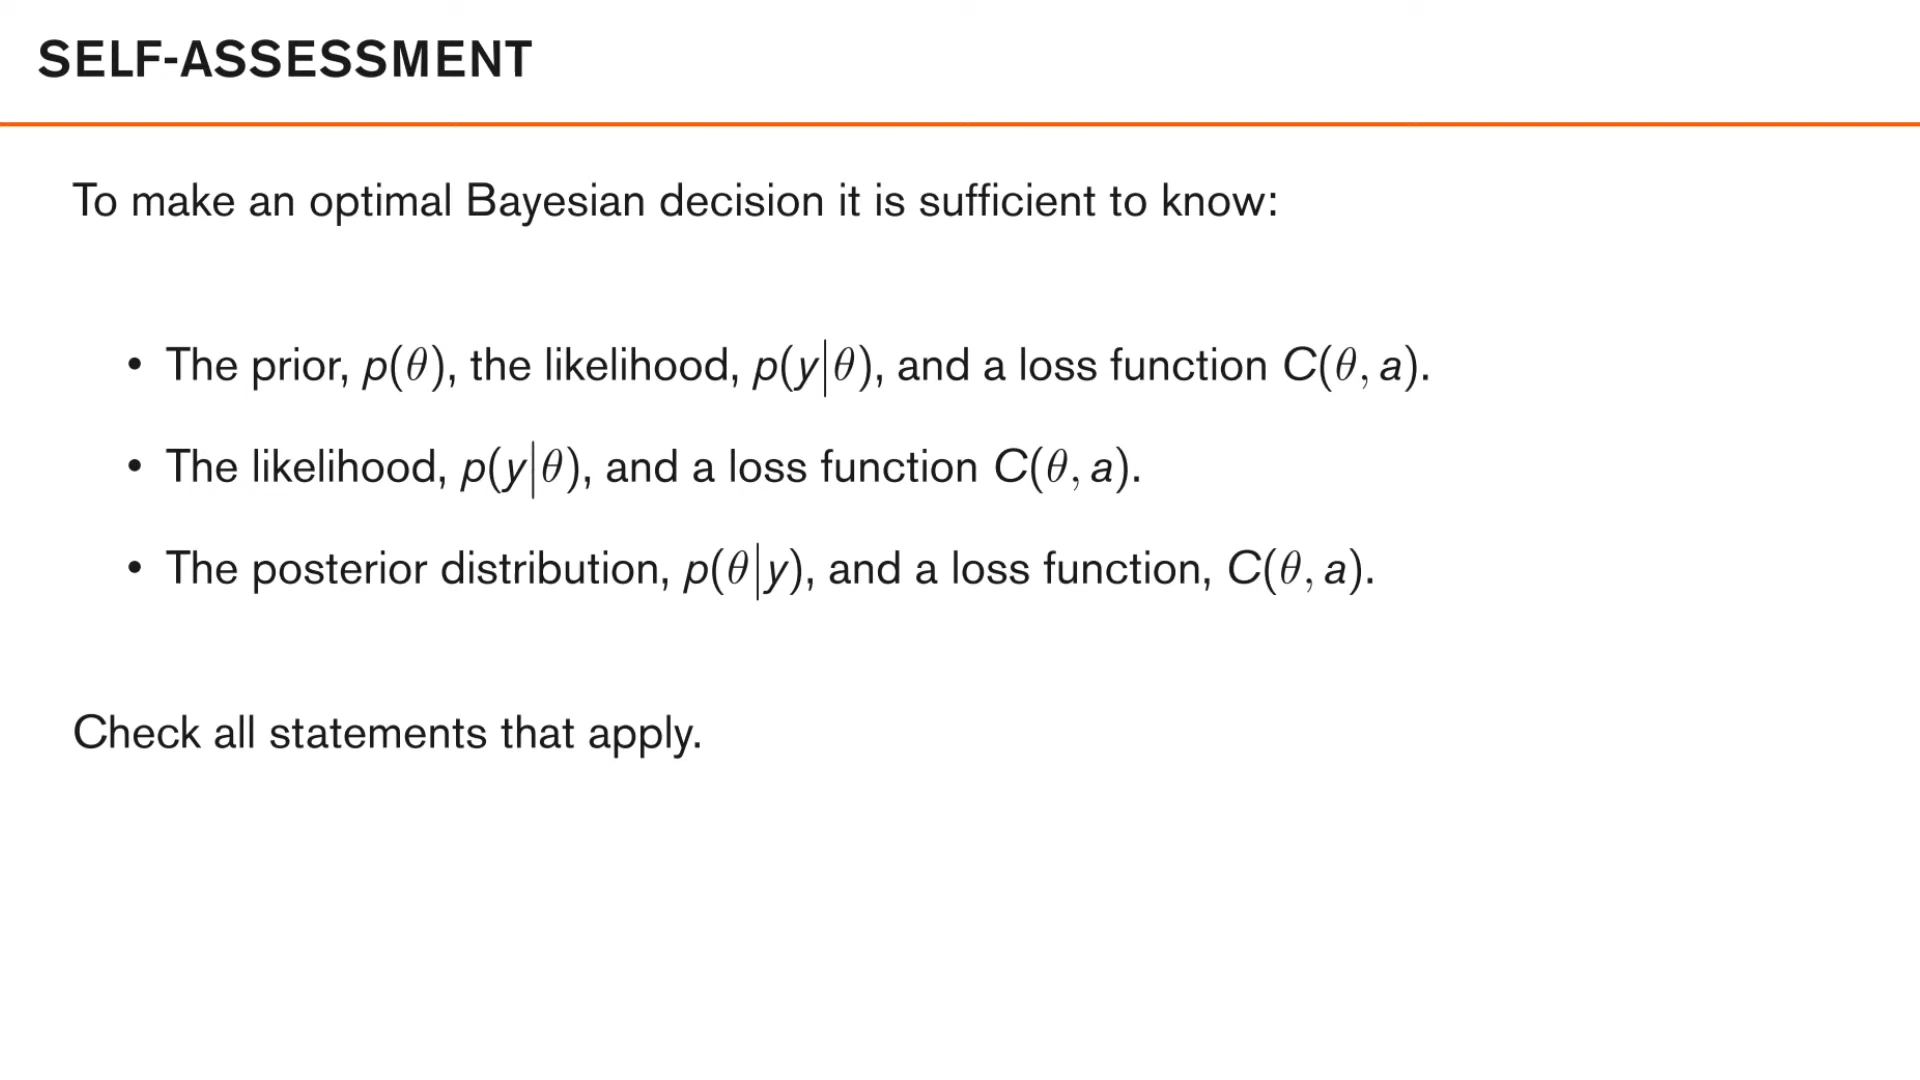 SELF-ASSESSMENT
To make an optimal Bayesian decision it is sufficient to know:
• The prior, p(θ), the likelihood, p(y|θ), and a loss function C(θ, a).
• The likelihood, p(y|θ), and a loss function C(θ, a).
• The posterior distribution, p(θ|y), and a loss function, C(θ, a).
Check all statements that apply.